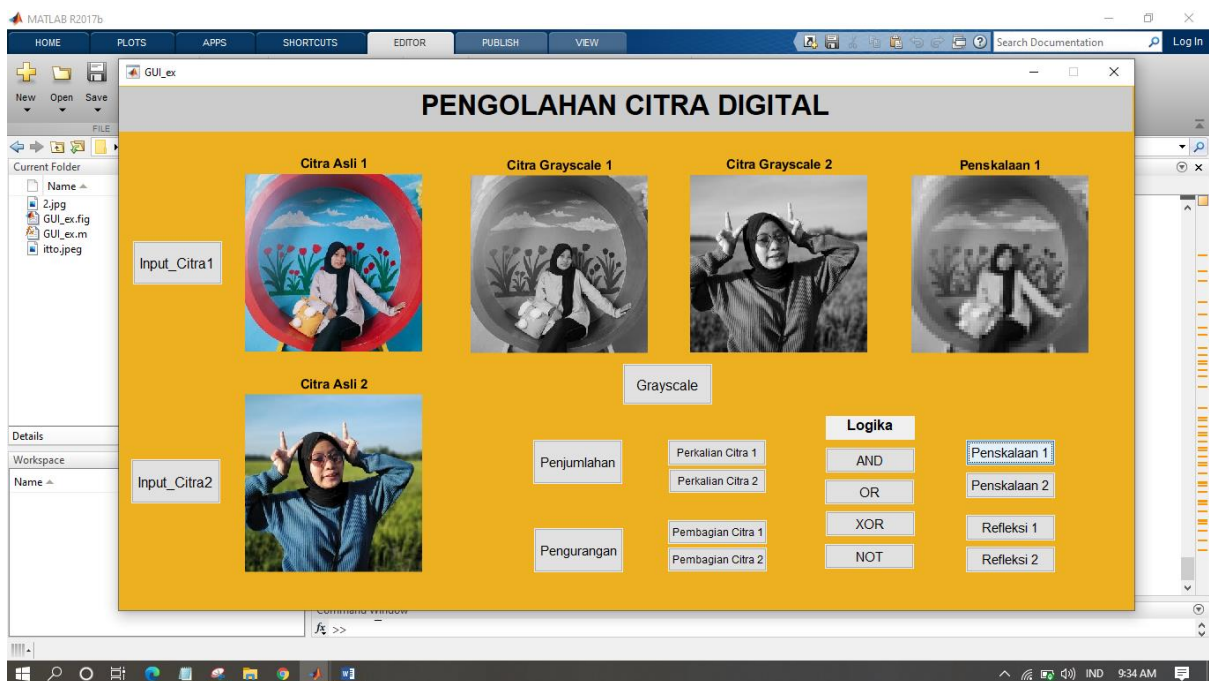 MATLAB R2017b
HOME PLOTS APPS SHORTCUTS EDITOR PUBLISH VIEW Search Documentation Log In
GUI_ex
New Open Save
FILE
PENGOLAHAN CITRA DIGITAL
Current Folder
Name
2.jpg
GUI_ex.fig
GUI_ex.m
itto.jpeg
Details
Workspace
Name
Citra Asli 1 Citra Grayscale 1 Citra Grayscale 2 Penskalaan 1
Input_Citra1
Grayscale
Citra Asli 2
Input_Citra2
Penjumlahan
Pengurangan
Perkalian Citra 1
Perkalian Citra 2
Pembagian Citra 1
Pembagian Citra 2
Logika
AND
OR
XOR
NOT
Penskalaan 1
Penskalaan 2
Refleksi 1
Refleksi 2
Command Window
fx >>
IND 9:34 AM